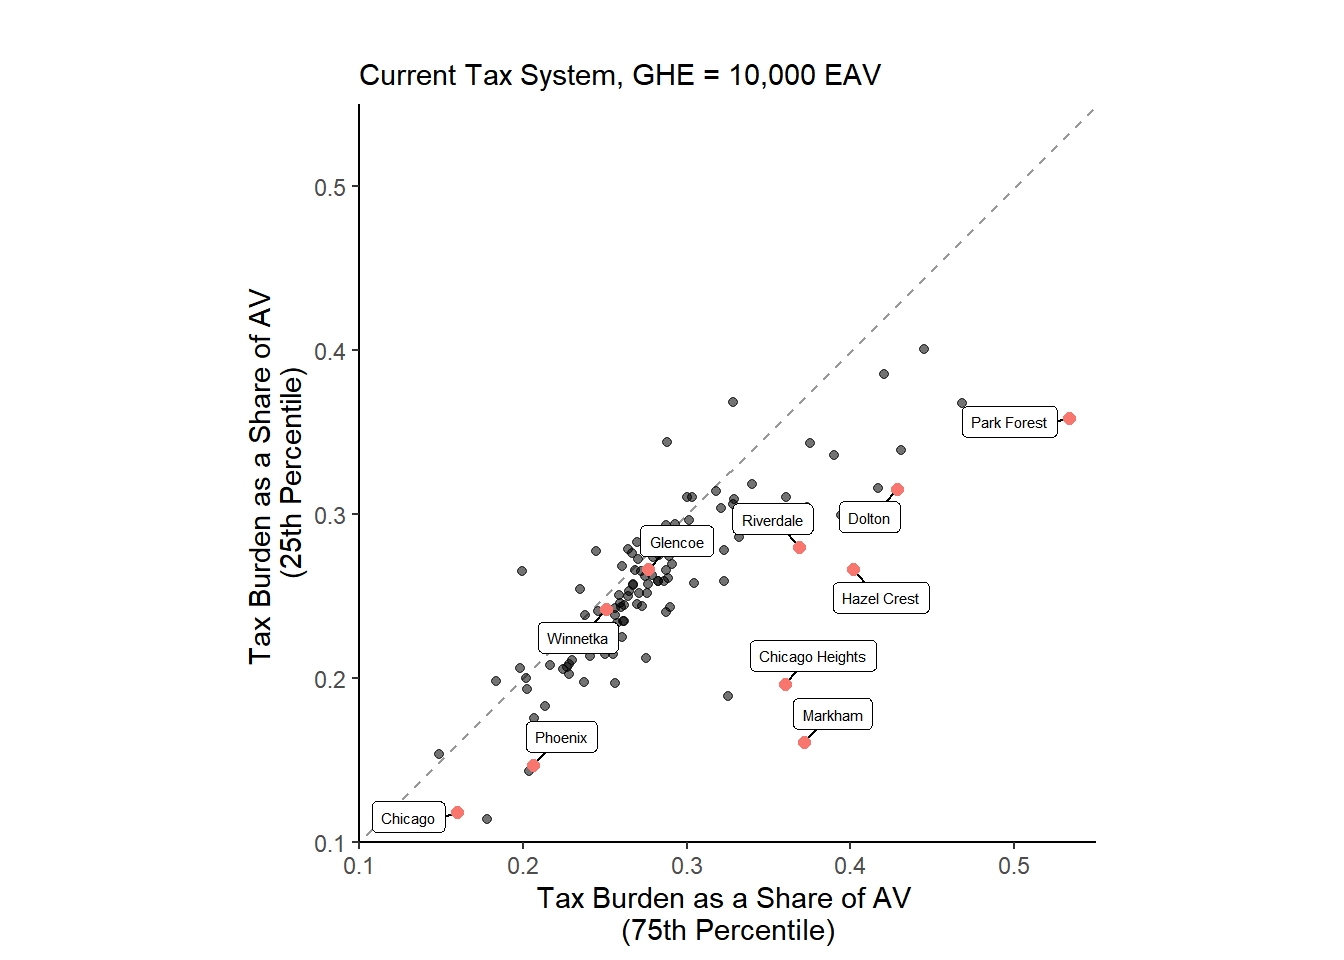 Current Tax System, GHE = 10,000 EAV
Tax Burden as a Share of AV
(25th Percentile)
0.5
0.4
0.3
0.2
0.1
Park Forest
Riverdale
Dolton
Glencoe
Hazel Crest
Winnetka
Chicago Heights
Markham
Phoenix
Chicago
0.1
0.2
0.3
0.4
0.5
Tax Burden as a Share of AV
(75th Percentile)